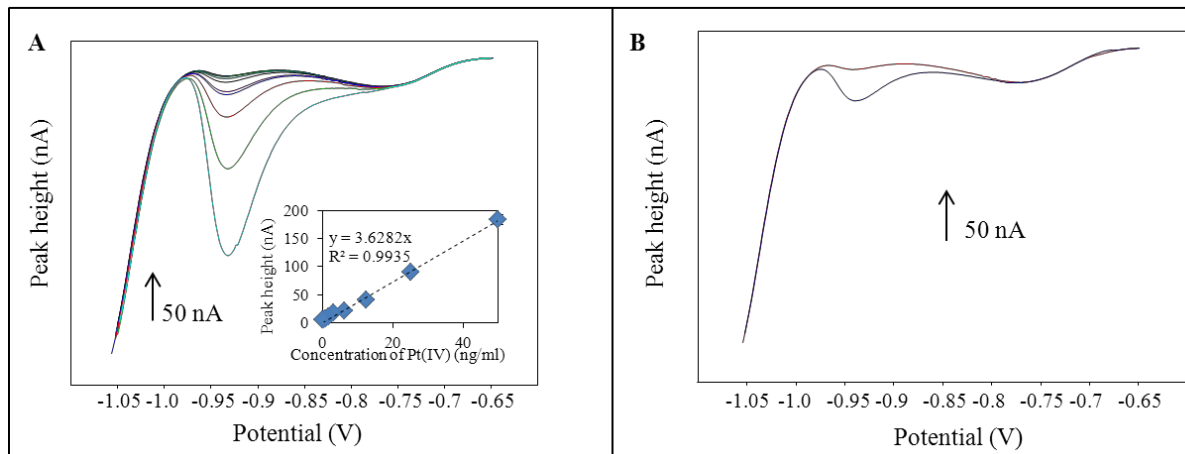 A
Peak height (nA)
50 nA
Peak height (nA)
200
150
100
50
0
y = 3.6282x
R² = 0.9935
0 20 40
Concentration of Pt(IV) (ng/ml)
-1.05 -1.0 -0.95 -0.9 -0.85 -0.8 -0.75 -0.7 -0.65
Potential (V)
B
Peak height (nA)
50 nA
-1.05 -1.0 -0.95 -0.9 -0.85 -0.8 -0.75 -0.7 -0.65
Potential (V)